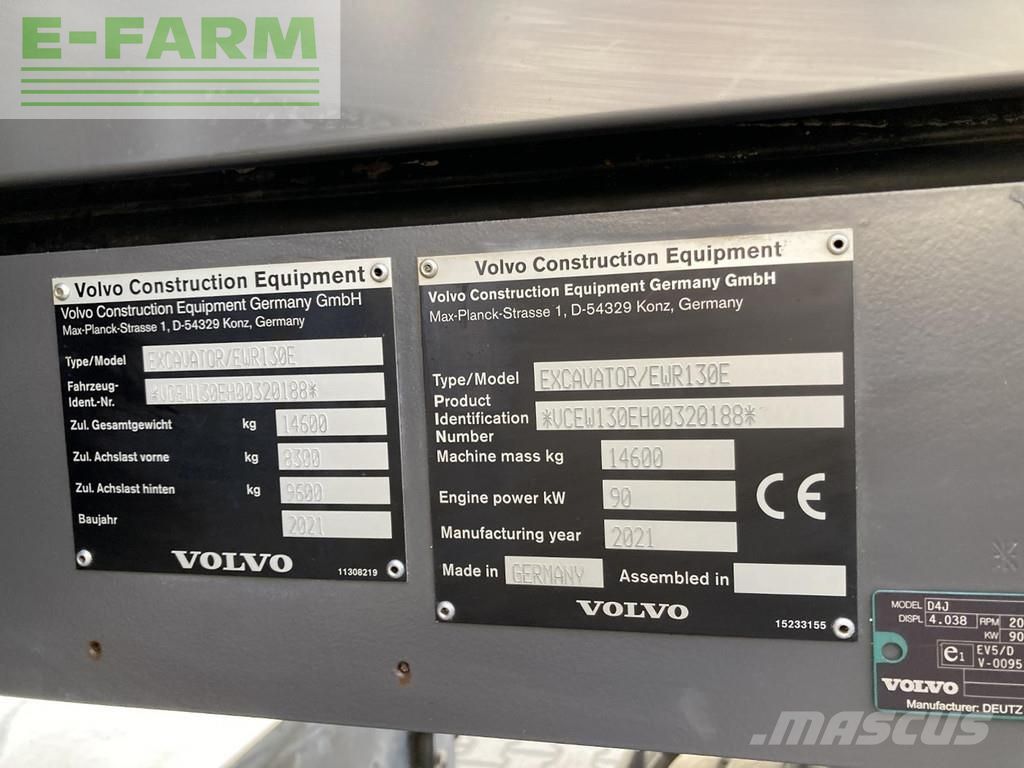 E-FARM
Volvo Construction Equipment
Volvo Construction Equipment Germany GmbH
Max-Planck-Strasse 1, D-54329 Konz, Germany
Type/Model EXCAVATOR/EWR130E
Fahrzeug-
Ident.-Nr. *VCEW130EH00320188*
Zul. Gesamtgewicht kg 14600
Zul. Achslast vorne kg 8300
Zul. Achslast hinten kg 9600
Baujahr 2021
VOLVO
11308219
Volvo Construction Equipment
Volvo Construction Equipment Germany GmbH
Max-Planck-Strasse 1, D-54329 Konz, Germany
Type/Model EXCAVATOR/EWR130E
Product
Identification *VCEW130EH00320188*
Number
Machine mass kg 14600
Engine power kW 90
CE
Manufacturing year 2021
Made in GERMANY Assembled in
VOLVO
15233155
MODEL D4J
DISPL 4.038 RPM 20
KW 90
e1 EV5/D
V-0095
VOLVO
Manufacturer: DEUTZ
MASCUS